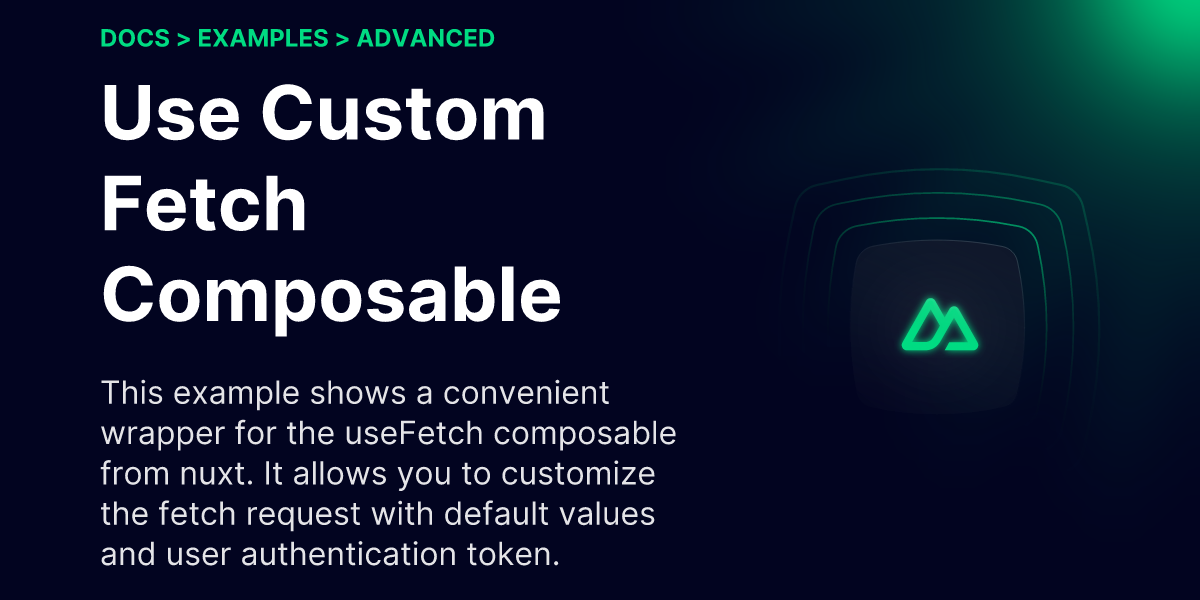 DOCS > EXAMPLES > ADVANCED
Use Custom
Fetch
Composable
This example shows a convenient
wrapper for the useFetch composable
from nuxt. It allows you to customize
the fetch request with default values
and user authentication token.